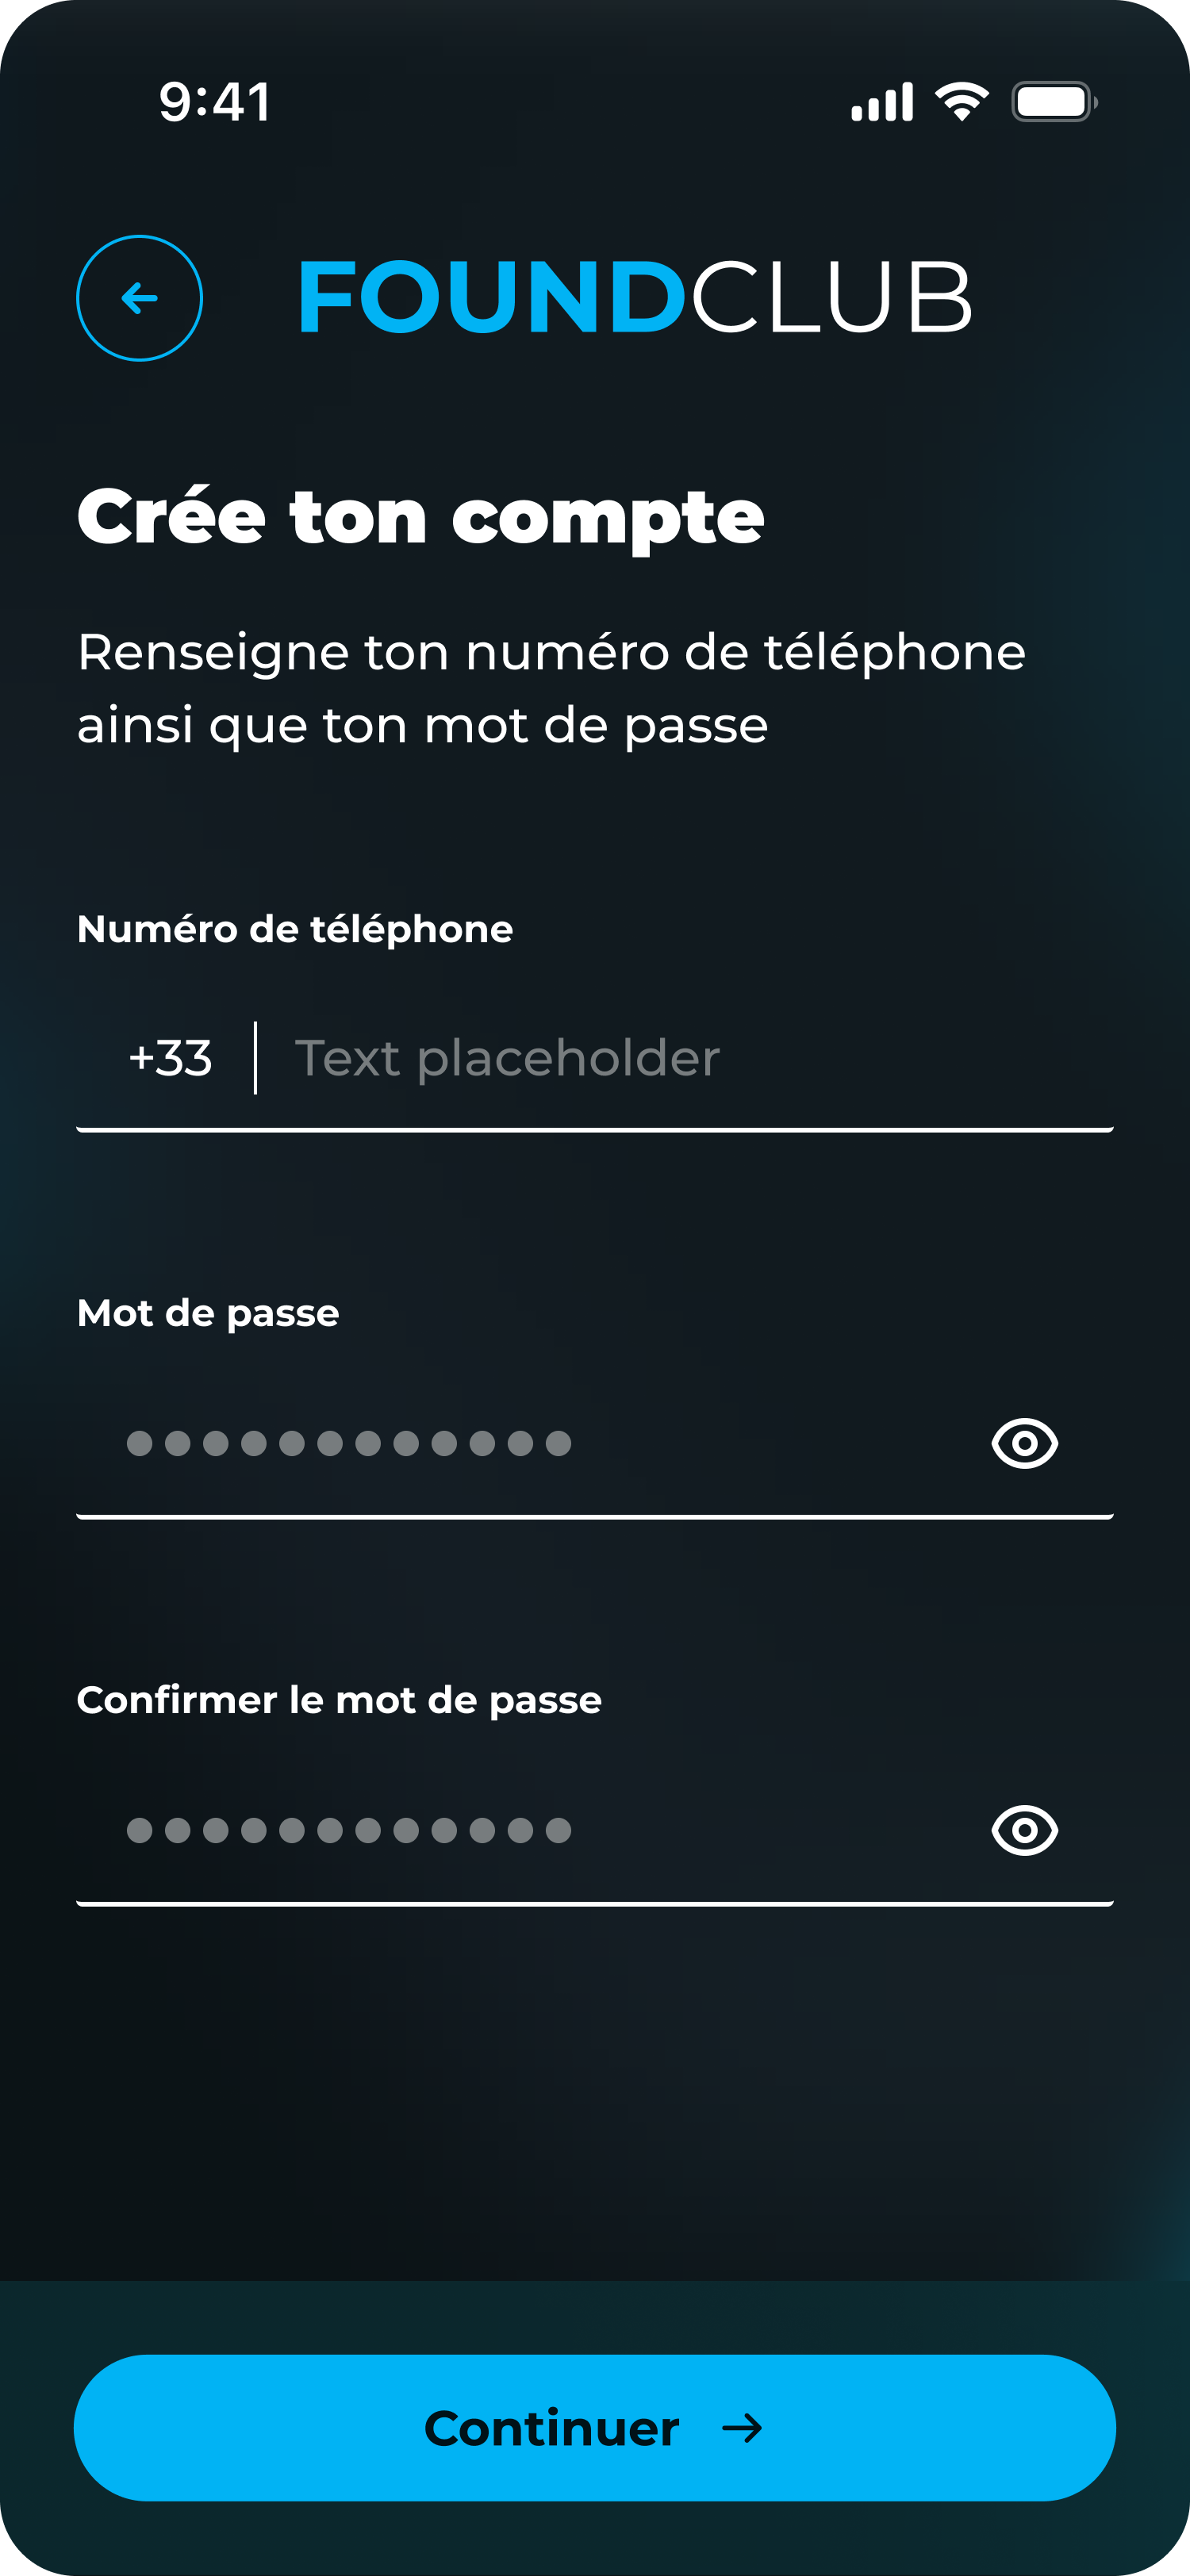 9:41
FOUNDCLUB
Crée ton compte
Renseigne ton numéro de téléphone
ainsi que ton mot de passe
Numéro de téléphone
+33 Text placeholder
Mot de passe
Confirmer le mot de passe
Continuer